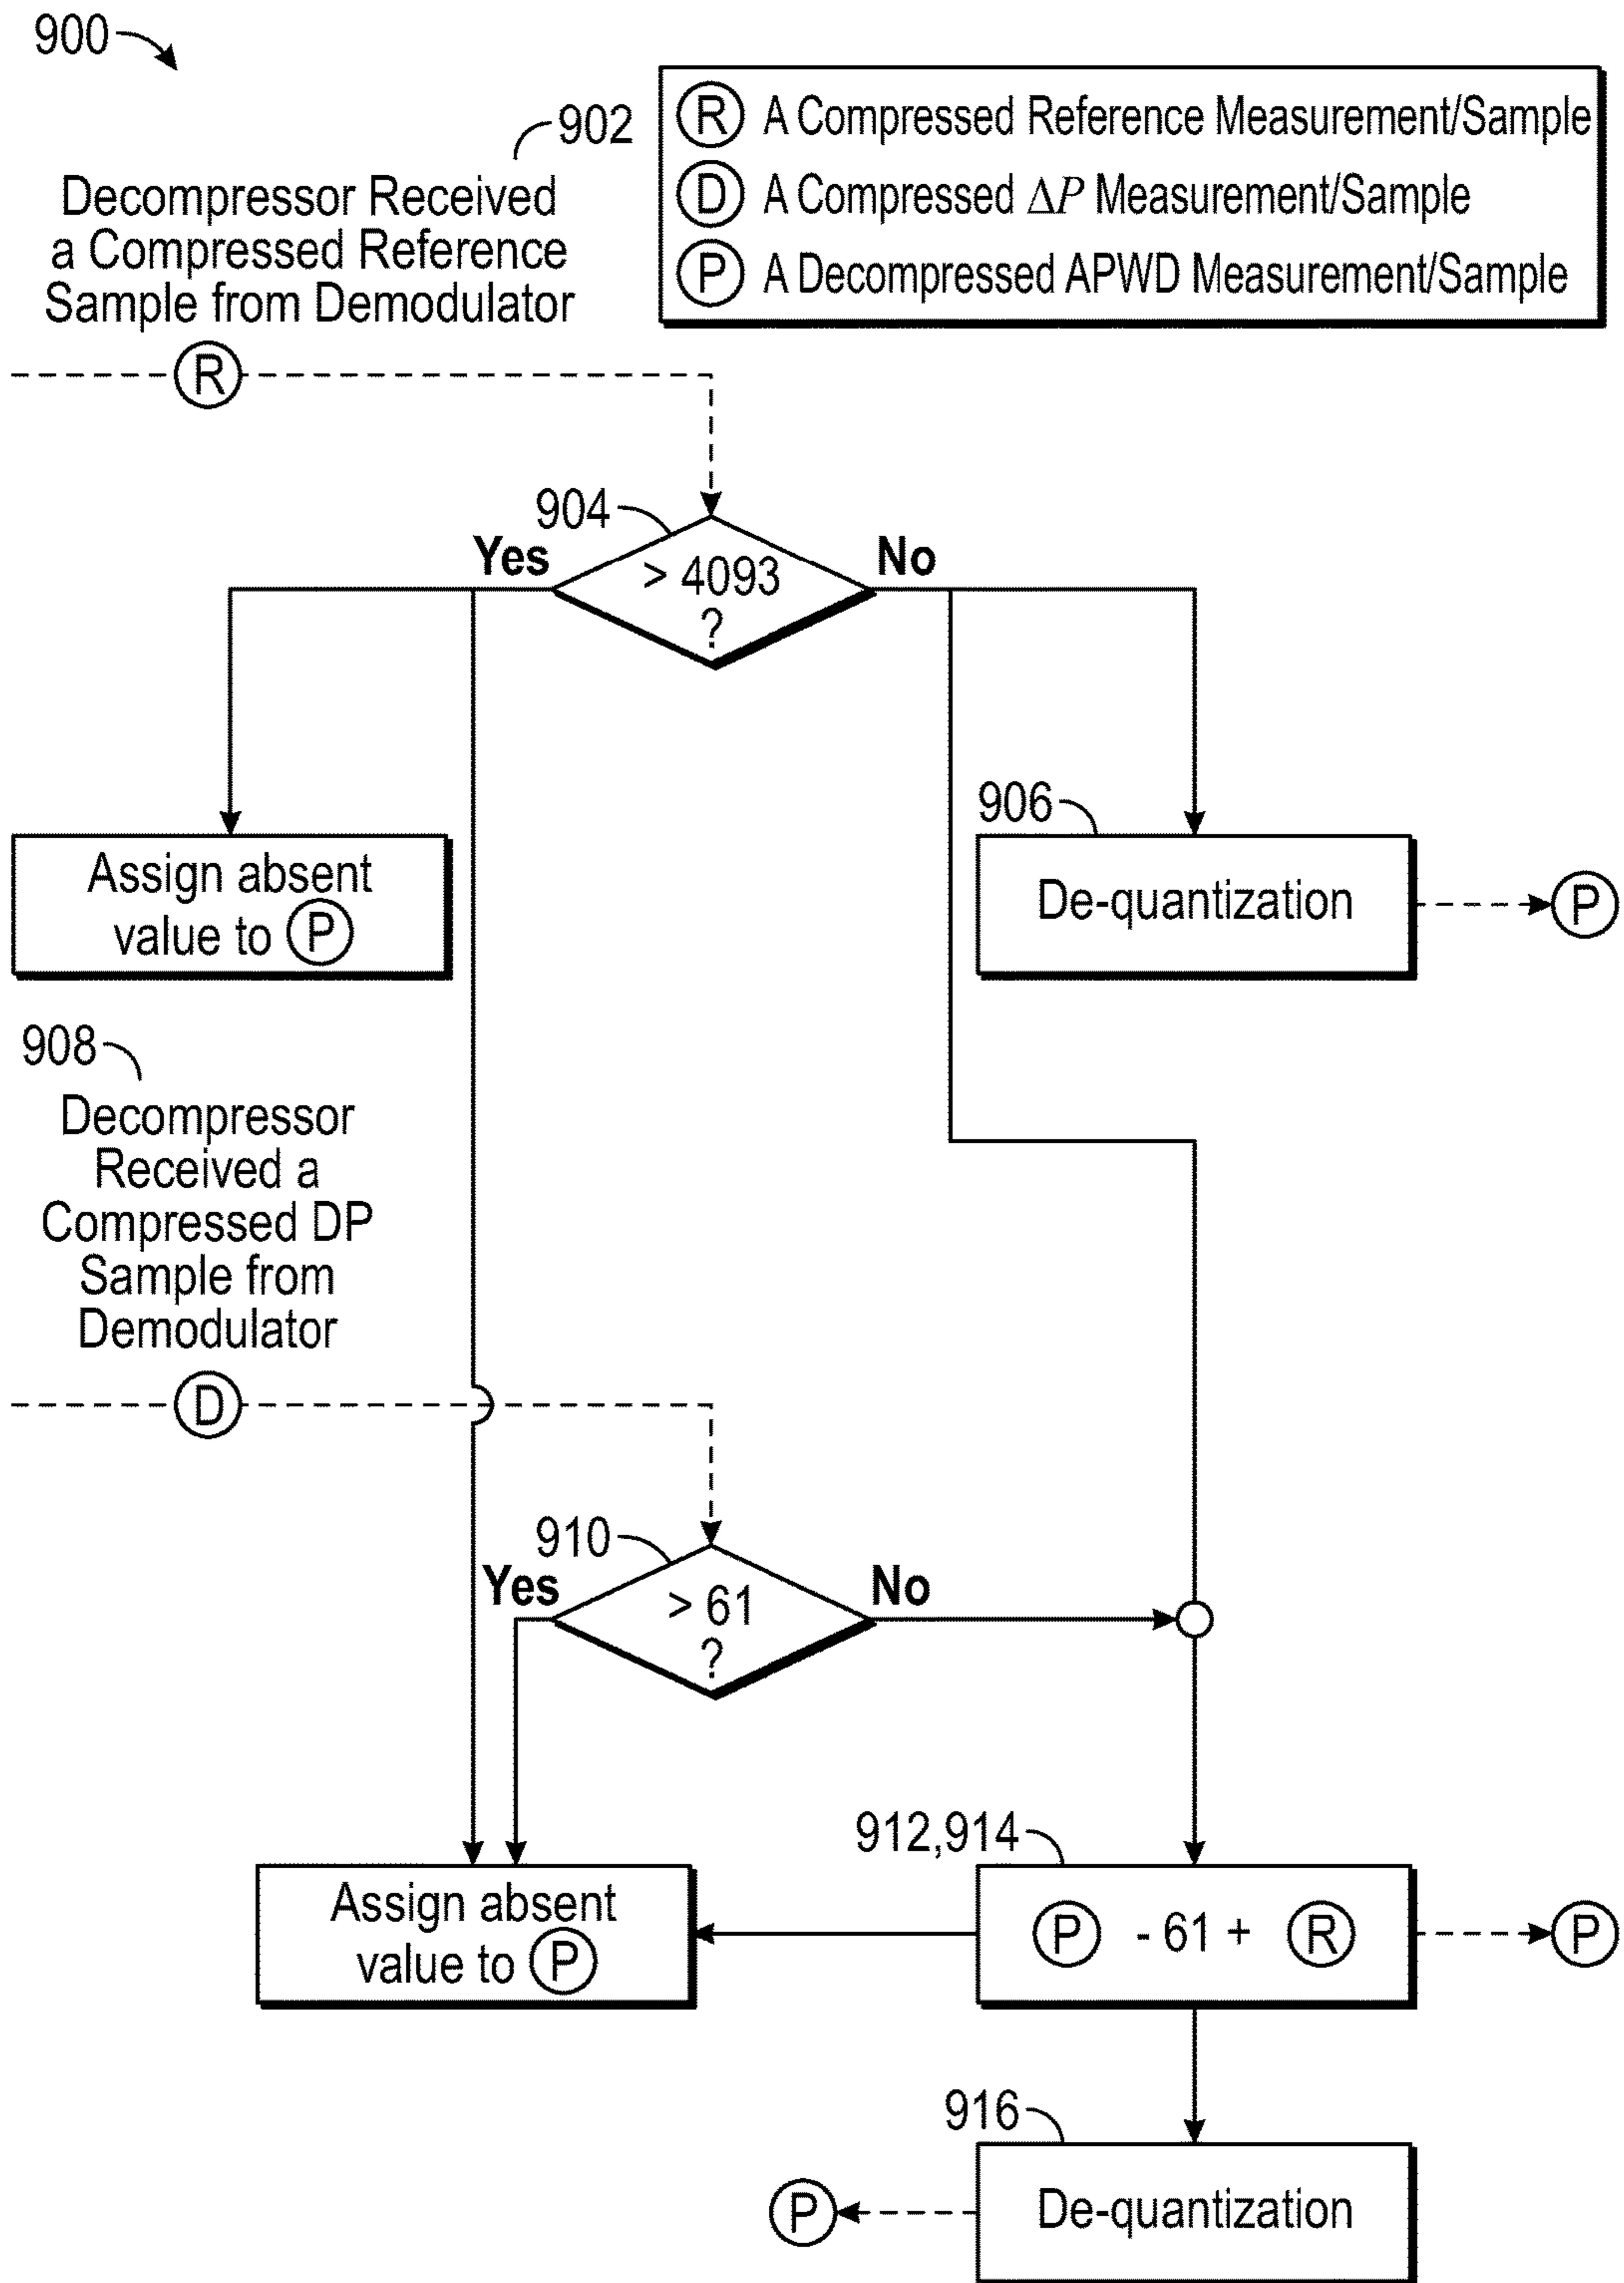 900
902
R A Compressed Reference Measurement/Sample
D A Compressed ΔP Measurement/Sample
P A Decompressed APWD Measurement/Sample
Decompressor Received
a Compressed Reference
Sample from Demodulator
R
904
Yes
> 4093
?
No
906
Assign absent
value to P
De-quantization
P
908
Decompressor
Received a
Compressed DP
Sample from
Demodulator
D
910
Yes
> 61
?
No
912,914
Assign absent
value to P
P - 61 + R
P
916
De-quantization
P